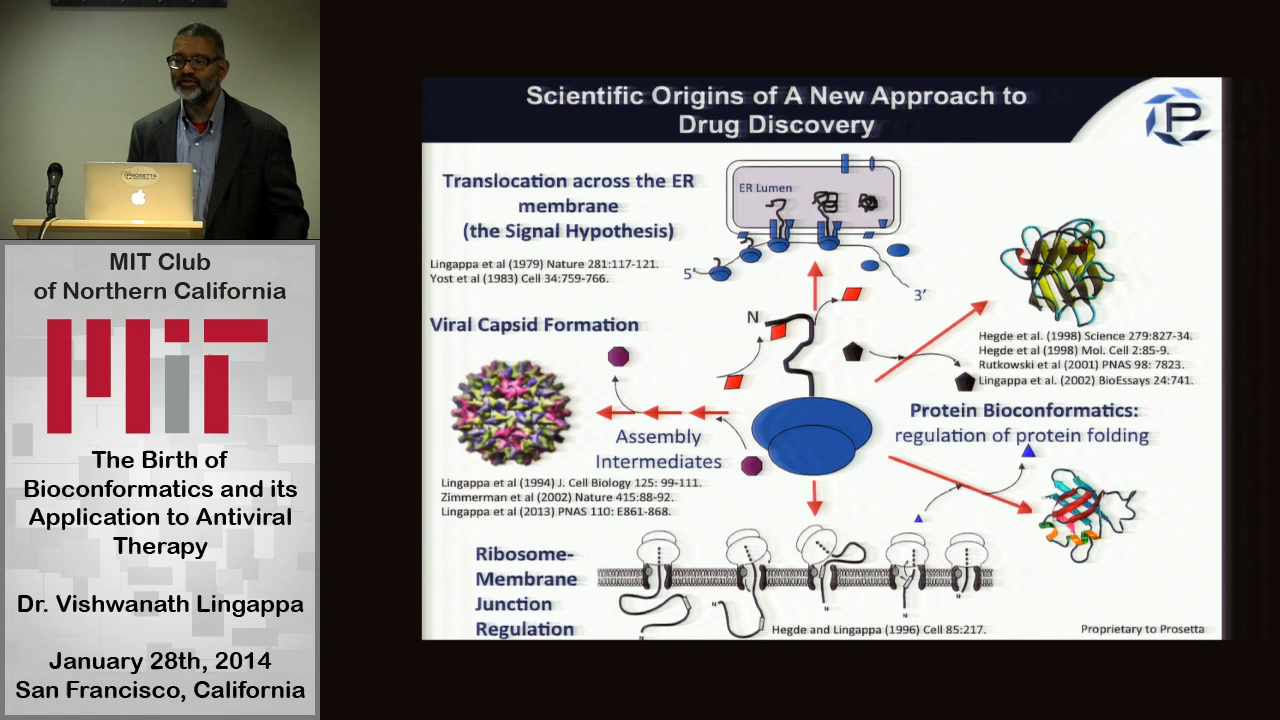 PROSETTA
MIT Club
of Northern California
MIT
The Birth of
Bioconformatics and its
Application to Antiviral
Therapy
Dr. Vishwanath Lingappa
January 28th, 2014
San Francisco, California
Scientific Origins of A New Approach to
Drug Discovery
P
Translocation across the ER
membrane
(the Signal Hypothesis)
Lingappa et al (1979) Nature 281:117-121.
Yost et al (1983) Cell 34:759-766.
ER Lumen
5′
3′
Viral Capsid Formation
N
Assembly
Intermediates
Lingappa et al (1994) J. Cell Biology 125: 99-111.
Zimmerman et al (2002) Nature 415:88-92.
Lingappa et al (2013) PNAS 110: E861-868.
Hegde et al. (1998) Science 279:827-34.
Hegde et al (1998) Mol. Cell 2:85-9.
Rutkowski et al (2001) PNAS 98: 7823.
Lingappa et al. (2002) BioEssays 24:741.
Protein Bioconformatics:
regulation of protein folding
Ribosome-
Membrane
Junction
Regulation
N
N
N
N
N
Hegde and Lingappa (1996) Cell 85:217.
Proprietary to Prosetta